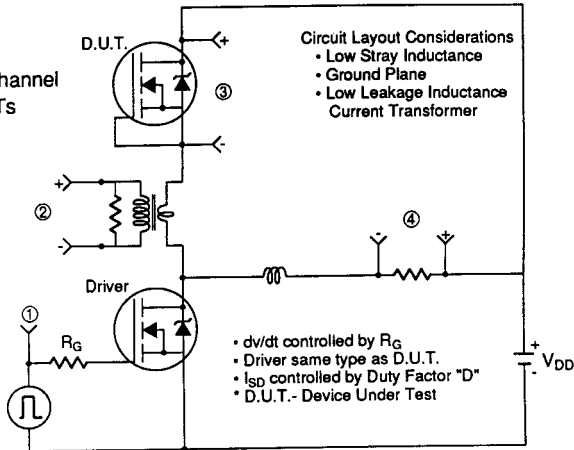 D.U.T.
+
③
-
Circuit Layout Considerations
• Low Stray Inductance
• Ground Plane
• Low Leakage Inductance
Current Transformer
hannel
Ts
+
②
-
④
- +
Driver
①
RG
• dv/dt controlled by RG
• Driver same type as D.U.T.
• ISD controlled by Duty Factor "D"
* D.U.T.- Device Under Test
+
VDD
-